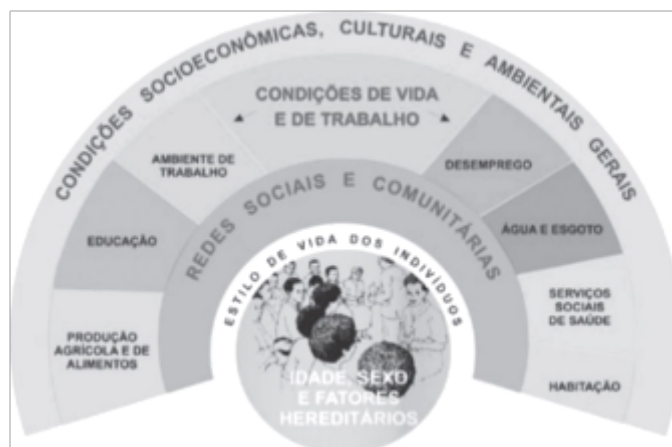 CONDIÇÕES SOCIOECONÔMICAS, CULTURAIS E AMBIENTAIS GERAIS
CONDIÇÕES DE VIDA
E DE TRABALHO
AMBIENTE DE
TRABALHO
DESEMPREGO
REDES SOCIAIS E COMUNITÁRIAS
EDUCAÇÃO
ÁGUA E ESGOTO
ESTILO DE VIDA DOS INDIVÍDUOS
PRODUÇÃO
AGRÍCOLA E DE
ALIMENTOS
SERVIÇOS
SOCIAIS
DE SAÚDE
HABITAÇÃO
IDADE, SEXO
E FATORES
HEREDITÁRIOS